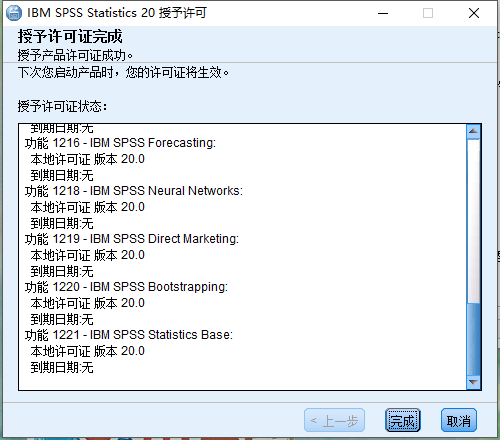 IBM SPSS Statistics 20 授予许可
授予许可证完成
授予产品许可证成功。
下次您启动产品时，您的许可证将生效。
授予许可证状态：
到期日期:无
功能 1216 - IBM SPSS Forecasting:
本地许可证 版本 20.0
到期日期:无
功能 1218 - IBM SPSS Neural Networks:
本地许可证 版本 20.0
到期日期:无
功能 1219 - IBM SPSS Direct Marketing:
本地许可证 版本 20.0
到期日期:无
功能 1220 - IBM SPSS Bootstrapping:
本地许可证 版本 20.0
到期日期:无
功能 1221 - IBM SPSS Statistics Base:
本地许可证 版本 20.0
到期日期:无
< 上一步 完成 取消